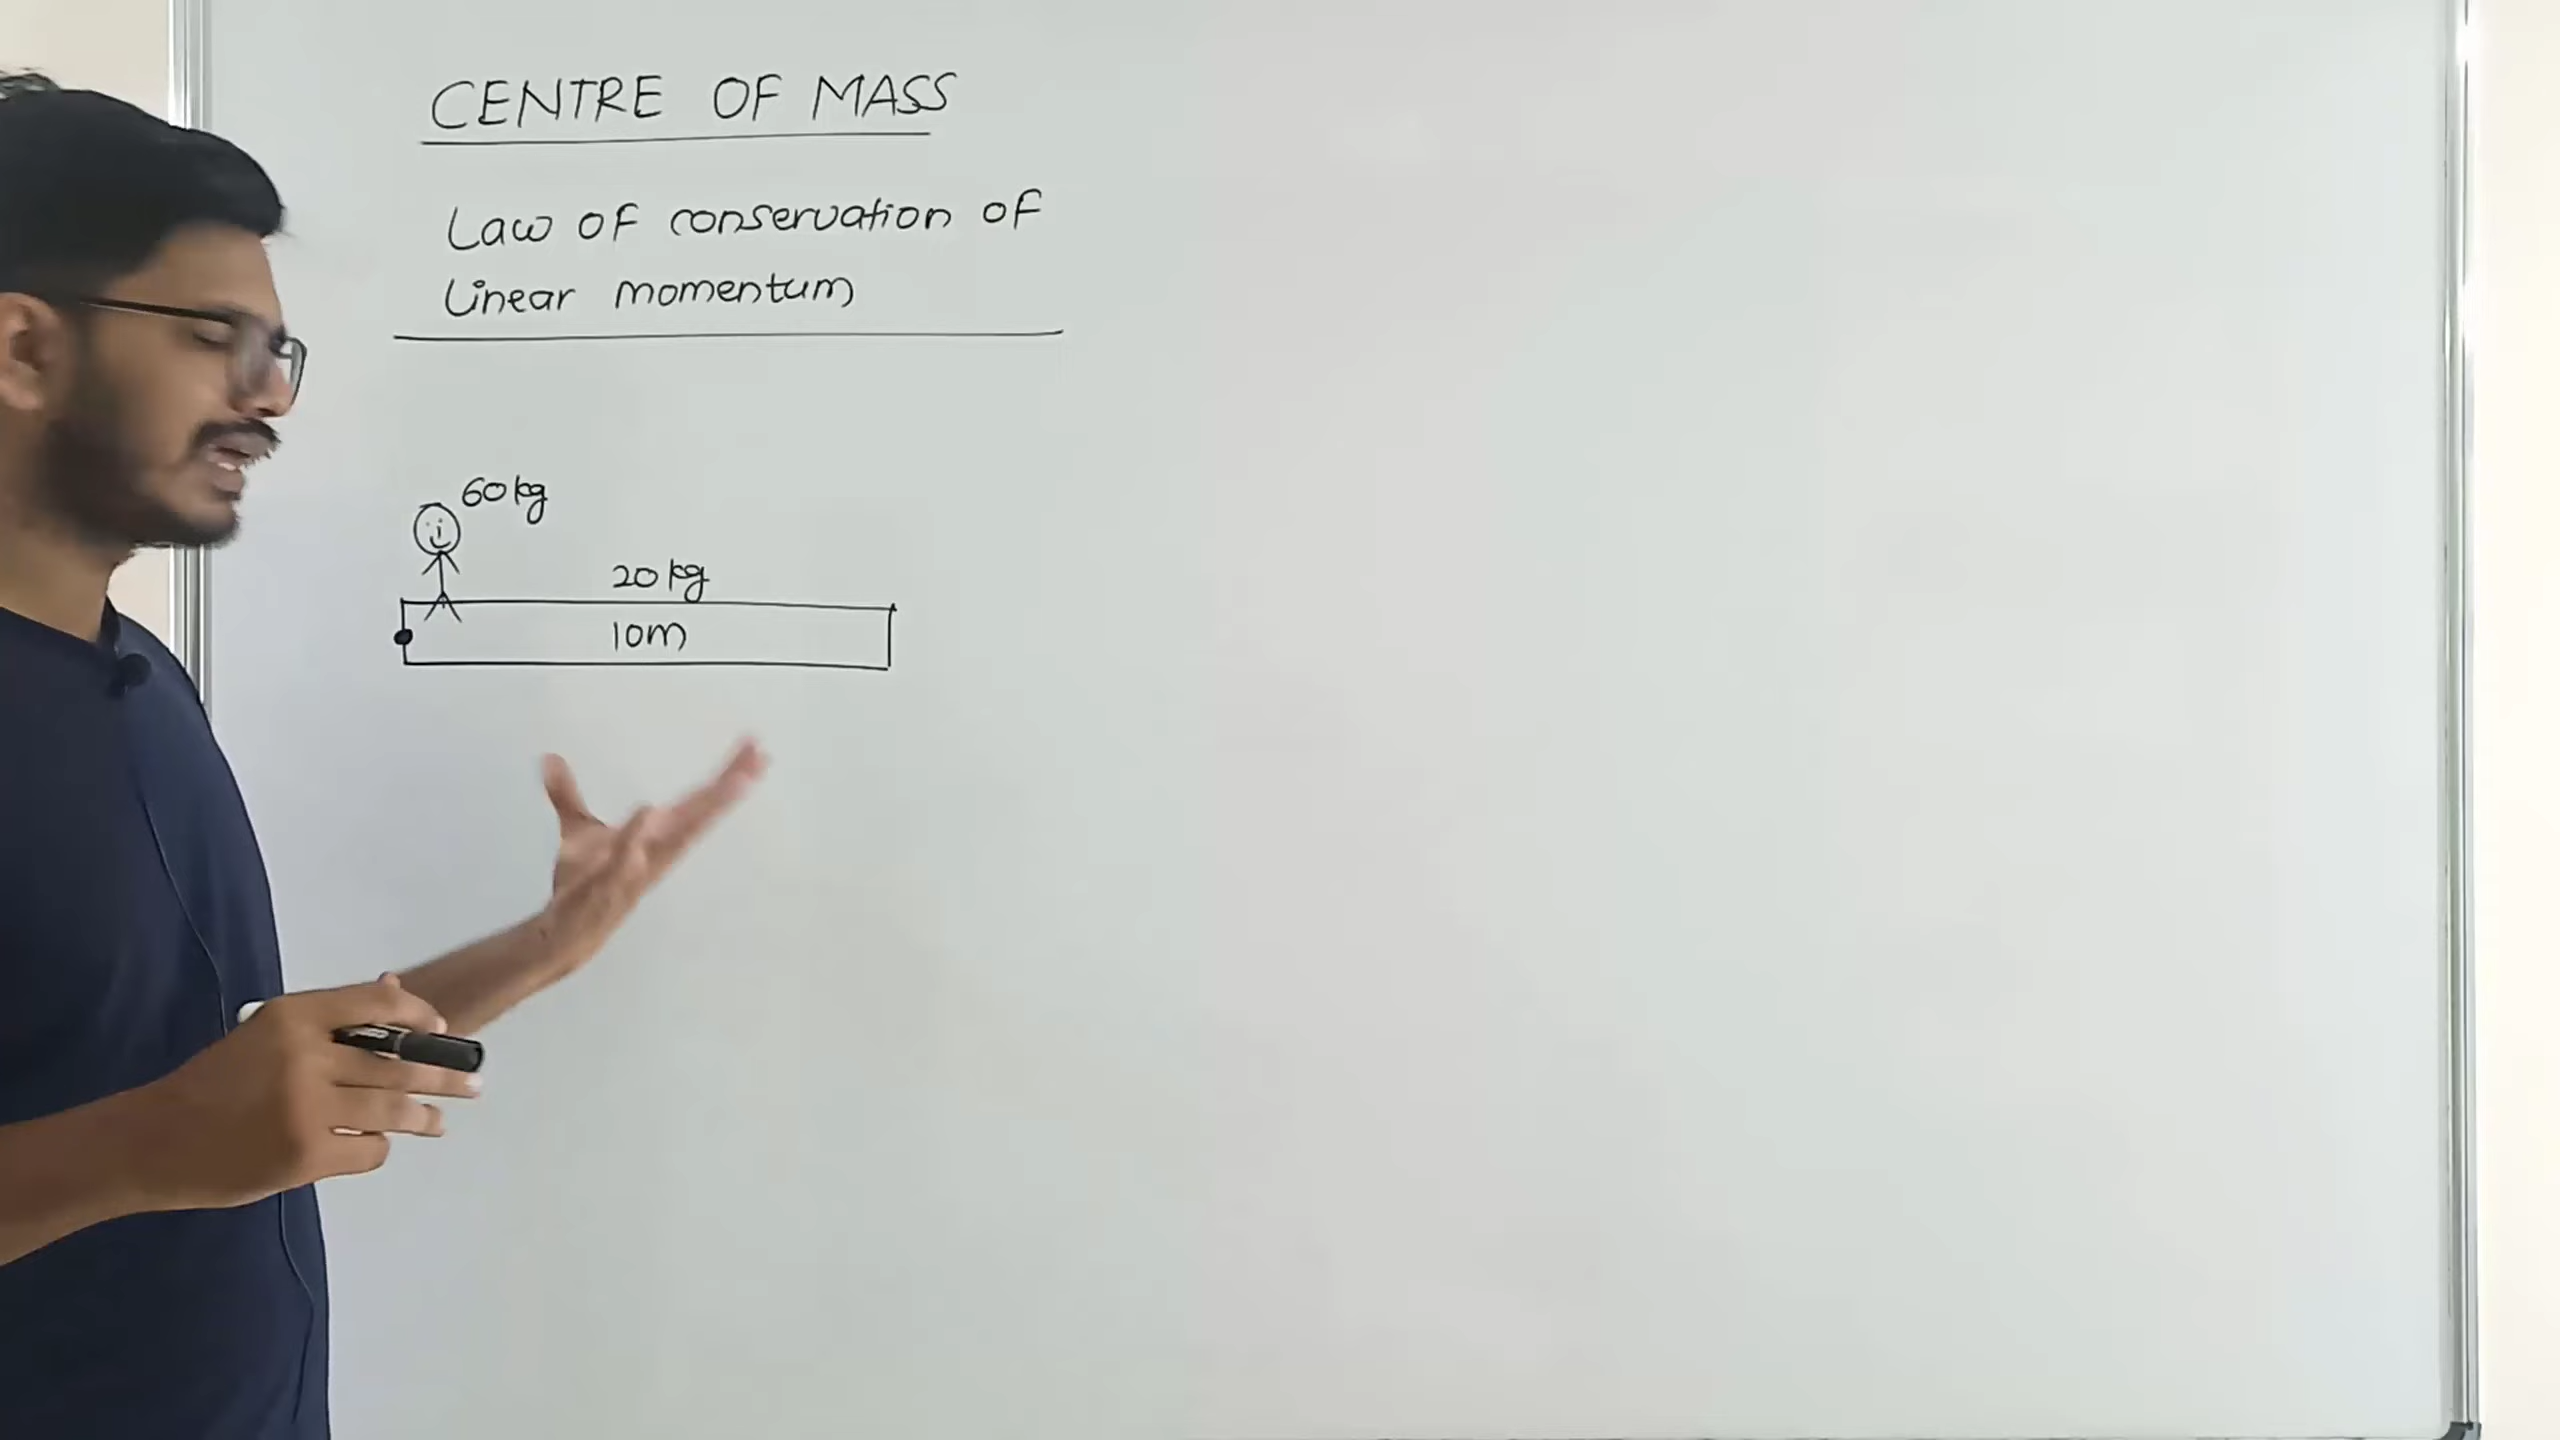 CENTRE OF MASS
Law of conservation of
Linear momentum
60kg
20kg
10m